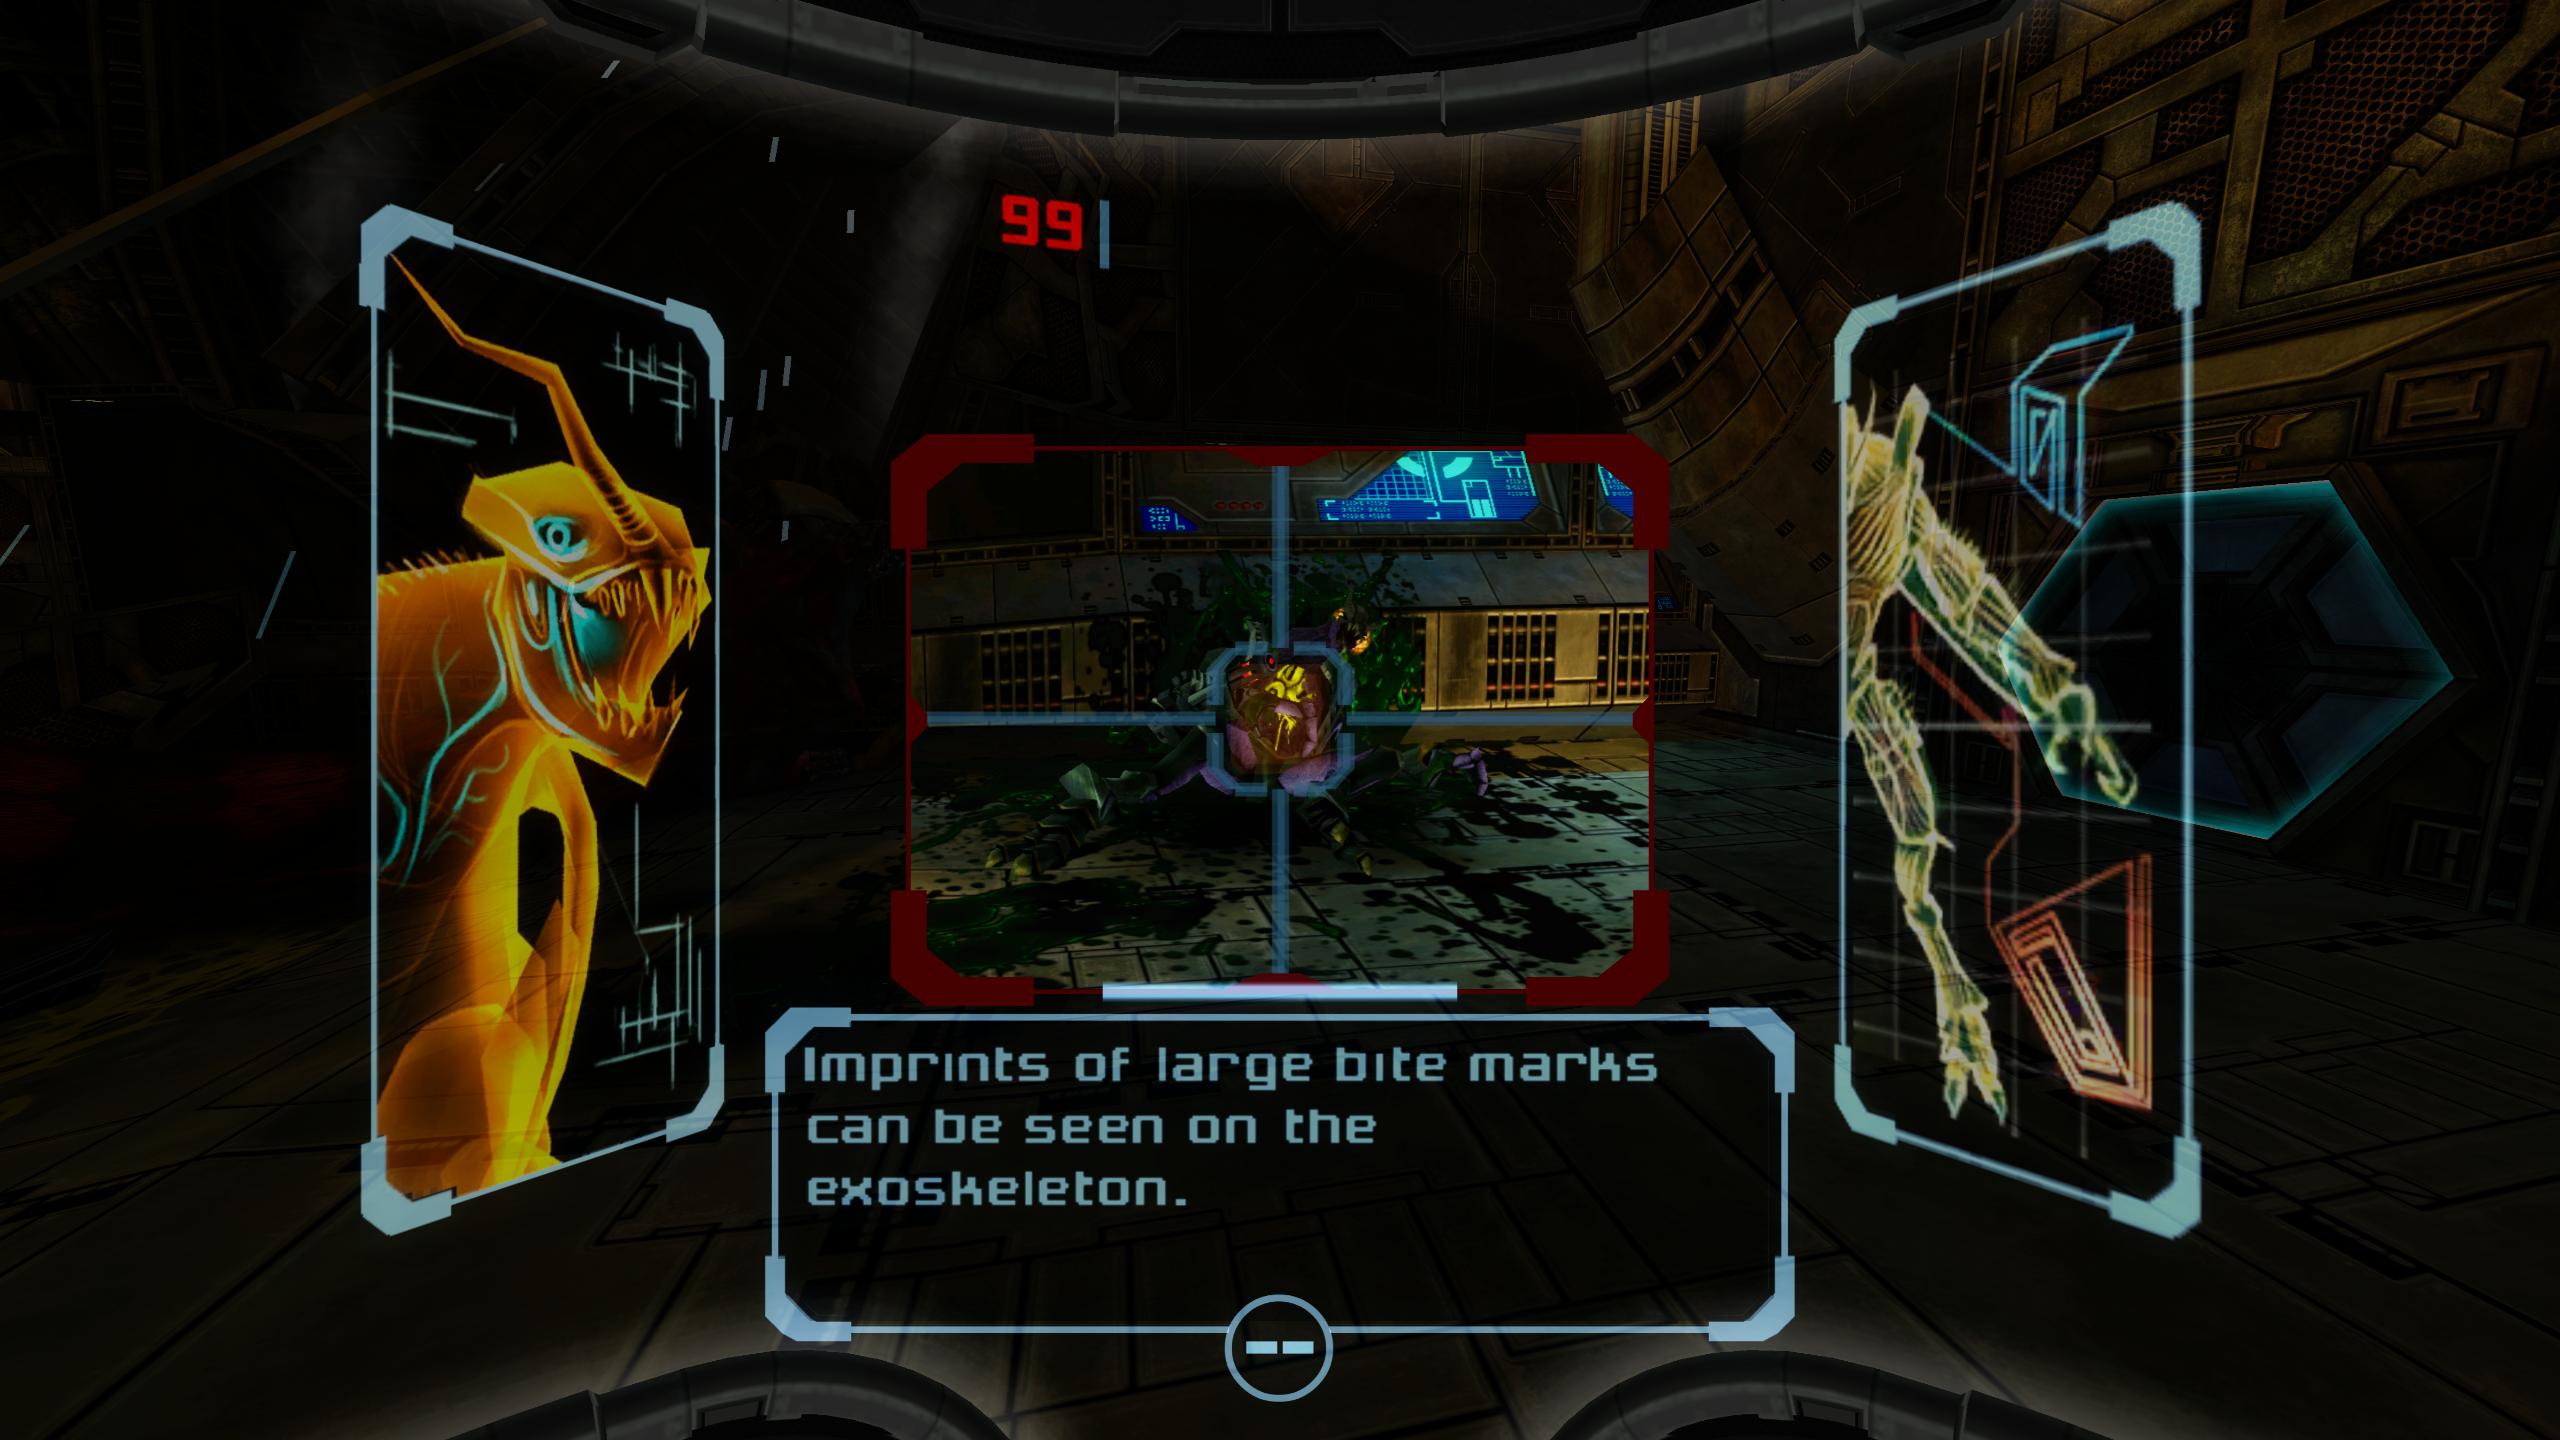 99
Imprints of large bite marks
can be seen on the
exoskeleton.